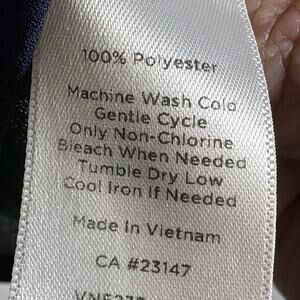 100% Polyester
Machine Wash Cold
Gentle Cycle
Only Non-Chlorine
Bleach When Needed
Tumble Dry Low
Cool Iron If Needed
Made in Vietnam
CA #23147